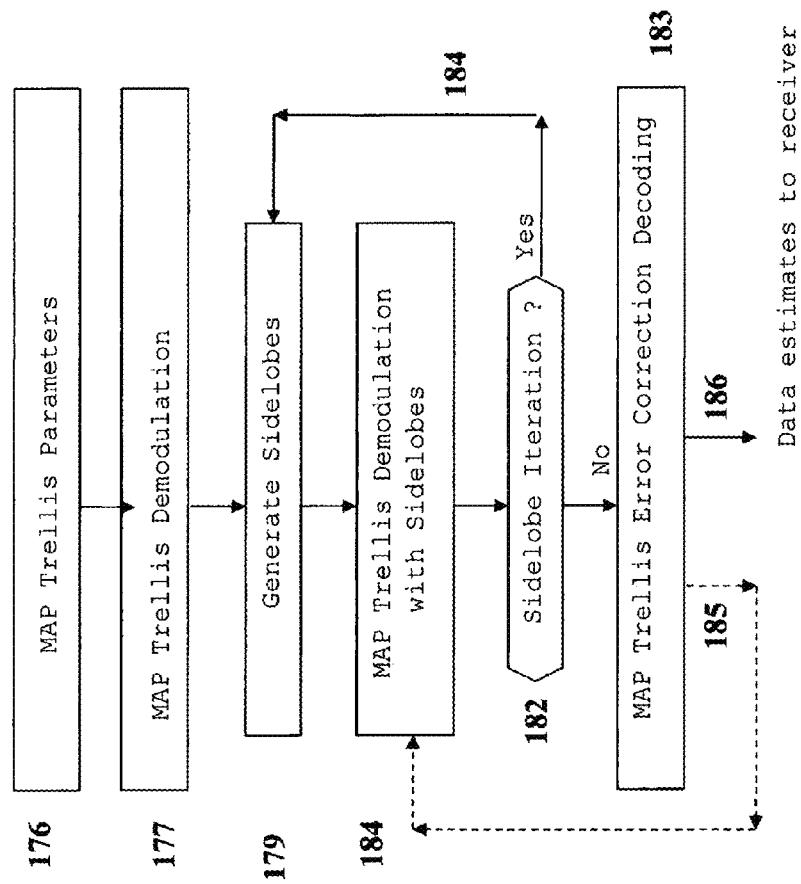 176
MAP Trellis Parameters
177
MAP Trellis Demodulation
179
Generate Sidelobes
184
184
MAP Trellis Demodulation
with Sidelobes
182
Sidelobe Iteration ?
Yes
No
MAP Trellis Error Correction Decoding
183
185
186
Data estimates to receiver